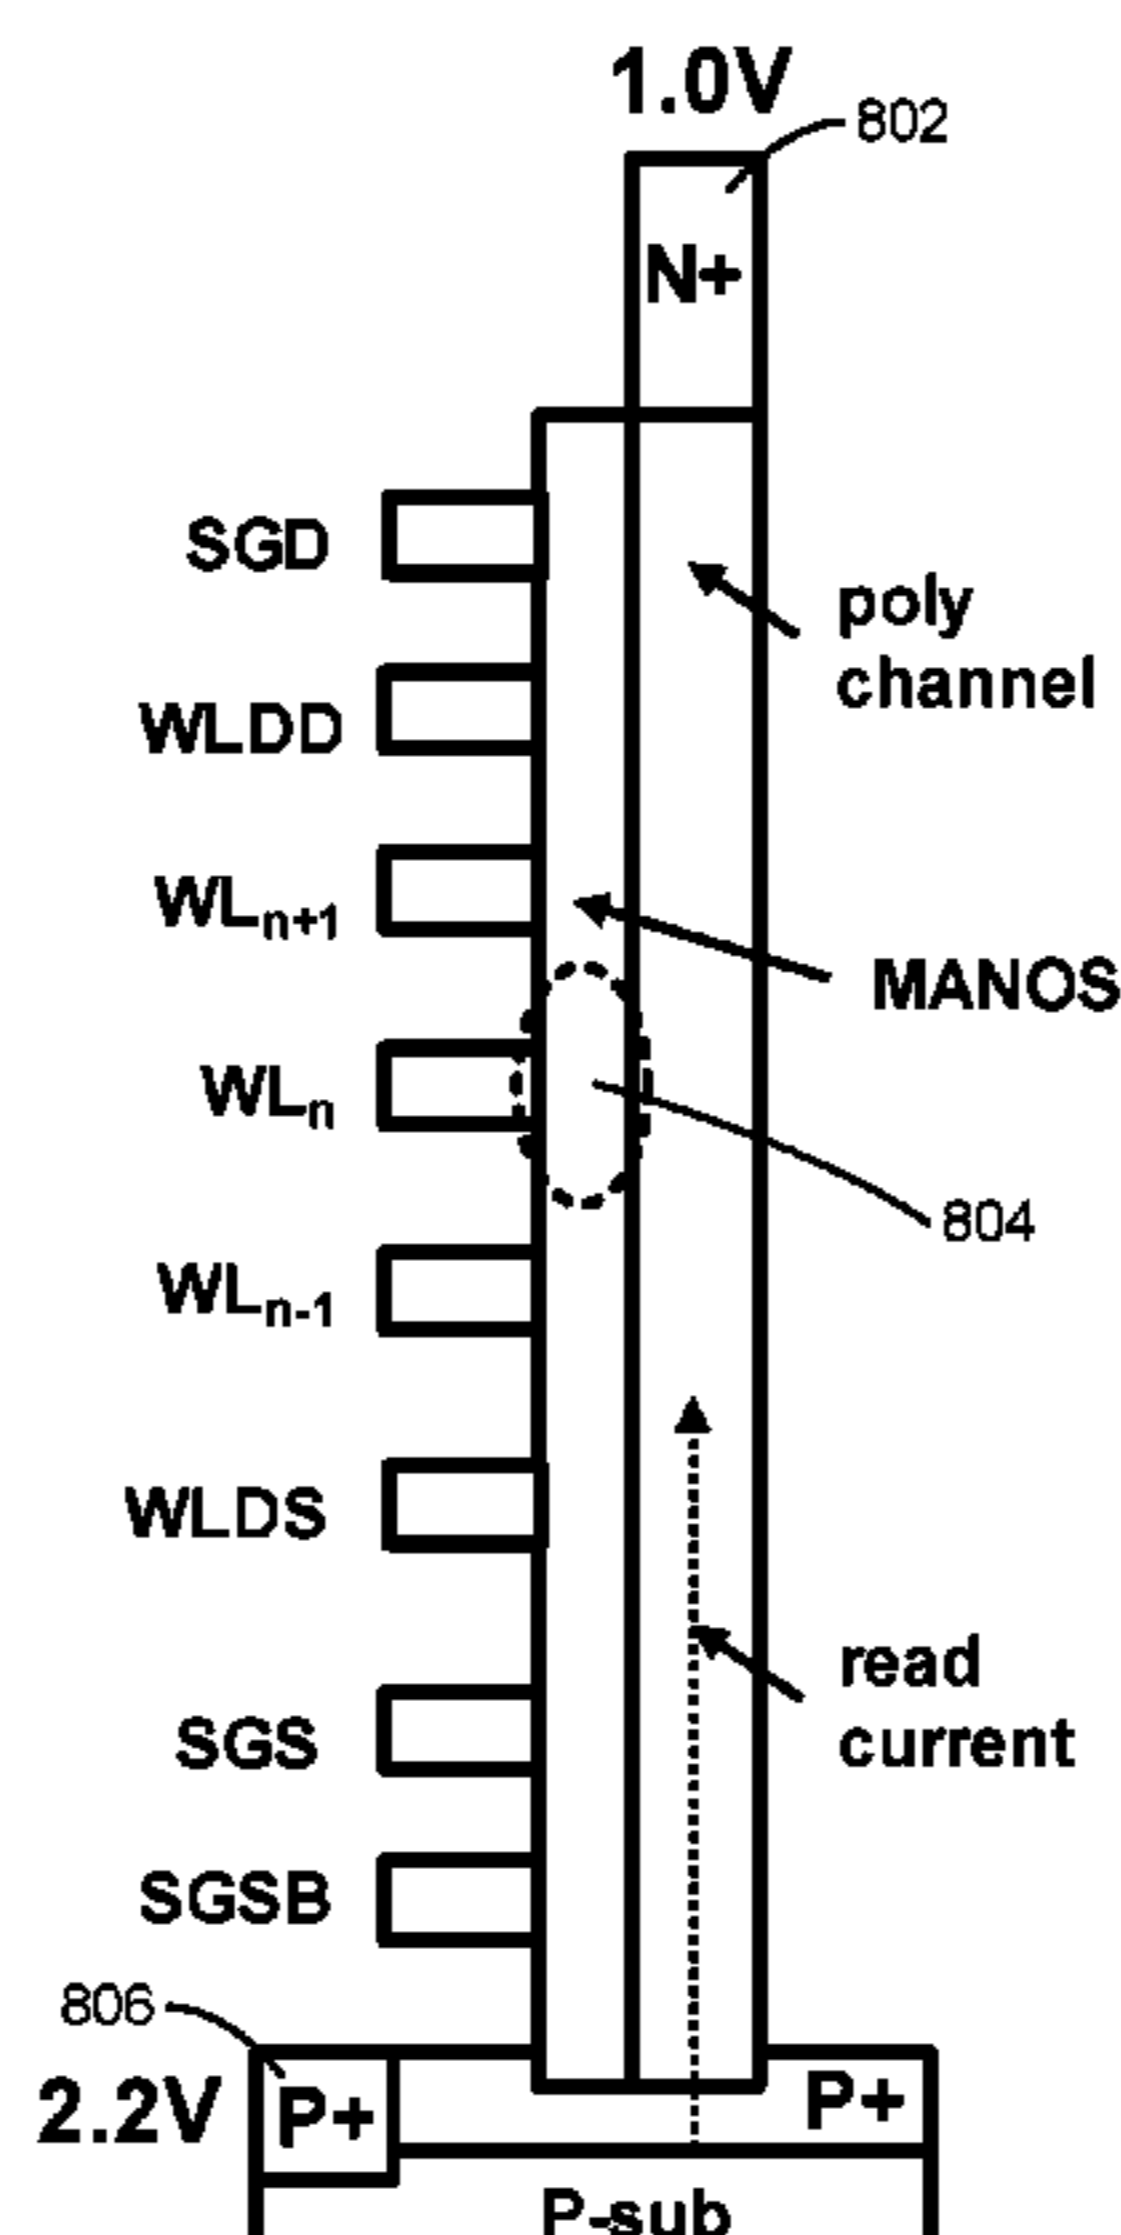 1.0V
802
N+
SGD
poly
channel
WLDD
WLn+1
MANOS
WLn
804
WLn-1
WLDS
read
current
SGS
SGSB
806
2.2V
P+
P+
P-sub